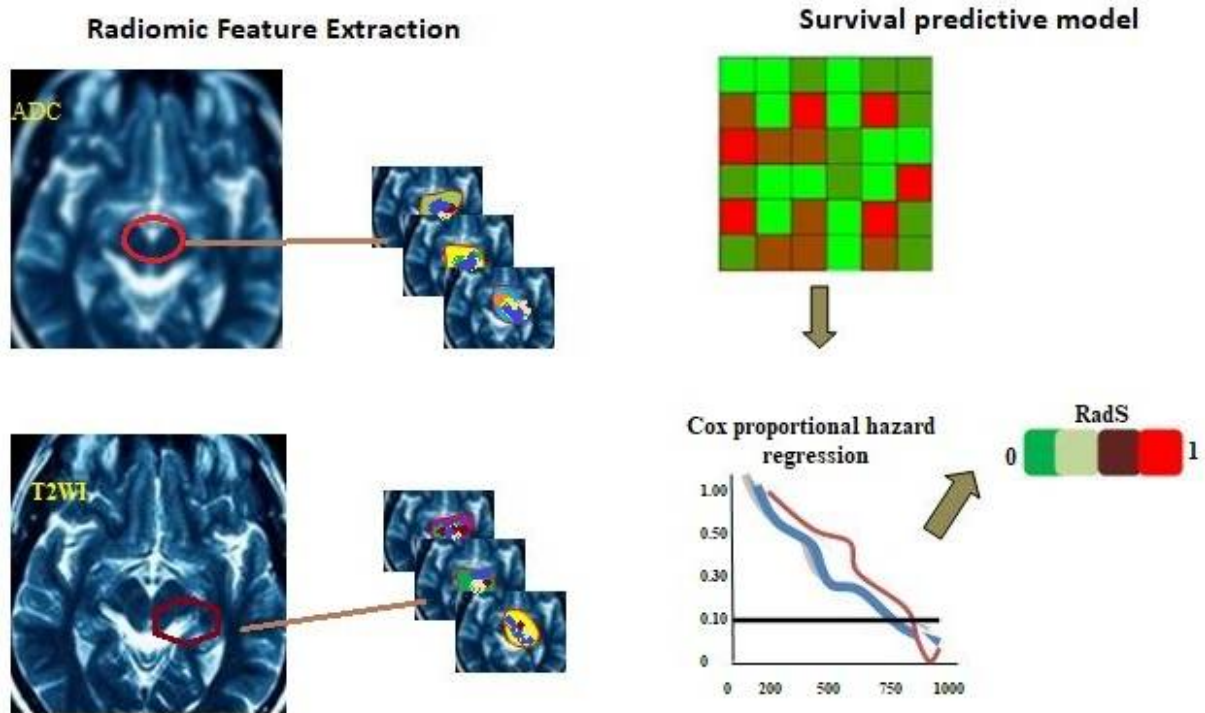 Radiomic Feature Extraction
Survival predictive model
ADC
T2WI
Cox proportional hazard
regression
1.00
0.50
0.30
0.10
0
0 200 500 750 1000
RadS
0 1